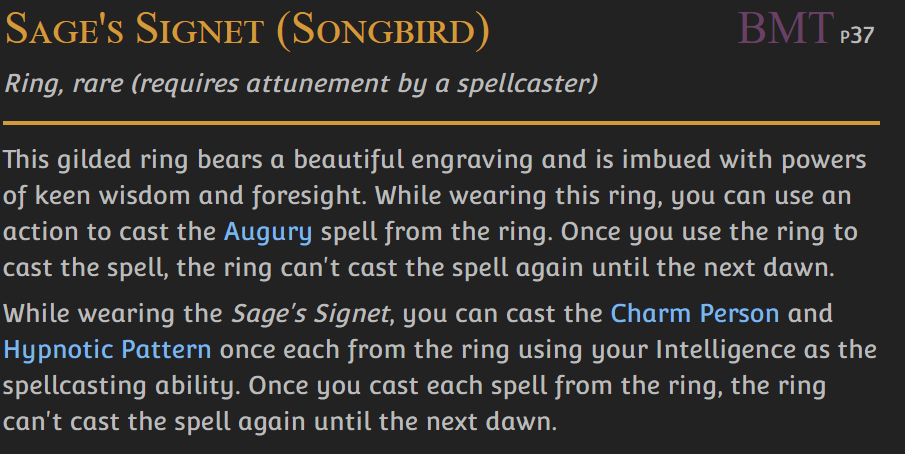 Sage's Signet (Songbird) BMT p37
Ring, rare (requires attunement by a spellcaster)
This gilded ring bears a beautiful engraving and is imbued with powers
of keen wisdom and foresight. While wearing this ring, you can use an
action to cast the Augury spell from the ring. Once you use the ring to
cast the spell, the ring can't cast the spell again until the next dawn.
While wearing the Sage's Signet, you can cast the Charm Person and
Hypnotic Pattern once each from the ring using your Intelligence as the
spellcasting ability. Once you cast each spell from the ring, the ring
can't cast the spell again until the next dawn.